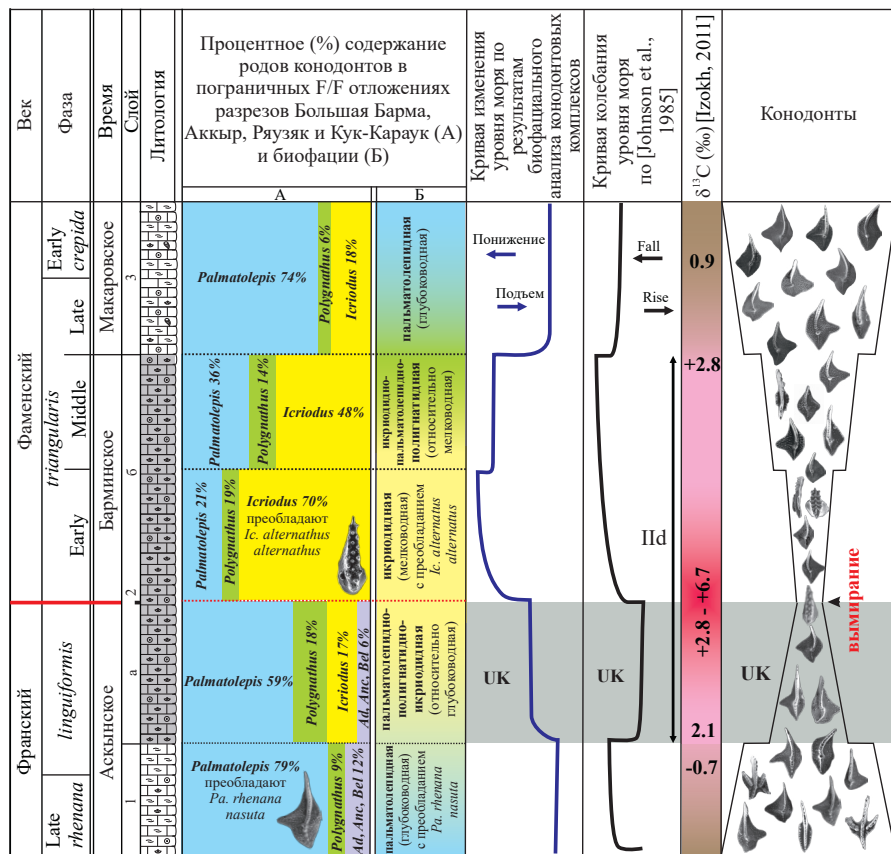 Век
Фаза
Время
Слой
Литология
Процентное (%) содержание
родов конодонтов в
пограничных F/F отложениях
разрезов Большая Барма,
Аккыр, Ряузяк и Кук-Караук (А)
и биофации (Б)
А
Б
Кривая изменения
уровня моря по
результатам
биофациального
анализа конодонтовых
комплексов
Кривая колебания
уровня моря
по [Johnson et al.,
1985]
δ ¹³C (‰) [Izokh, 2011]
Конодонты
Фаменский
Early
crepida
Late
triangularis
Middle
Early
Макаровское
Барминское
3
б
2
Palmatolepis 74%
Polygnathus 6%
Icriodus 18%
пальматолепидная
(глубоководная)
Понижение
Подъем
Fall
Rise
0.9
+2.8
Palmatolepis 36%
Polygnathus 14%
Icriodus 48%
икриодидно-
пальматолепидно-
полигнатидная
(относительно
мелководная)
Palmatolepis 21%
Polygnathus 19%
Icriodus 70%
преобладают
Ic. alternathus
alternathus
икриодидная
(мелководная)
с преобладанием
Ic. alternatus
alternatus
IId
+2.8 - +6.7
вымирание
Франский
linguiformis
Late
rhenana
Аскынское
а
1
Palmatolepis 59%
Polygnathus 18%
Icriodus 17%
Ad, Anc, Bel 6%
пальматолепидно-
полигнатидно-
икриодидная
(относительно
глубоководная)
UK
UK
UK
2.1
-0.7
Palmatolepis 79%
преобладают
Pa. rhenana
nasuta
Polygnathus 9%
Ad, Anc, Bel 12%
пальматолепидная
(глубоководная)
с преобладанием
Pa. rhenana
nasuta